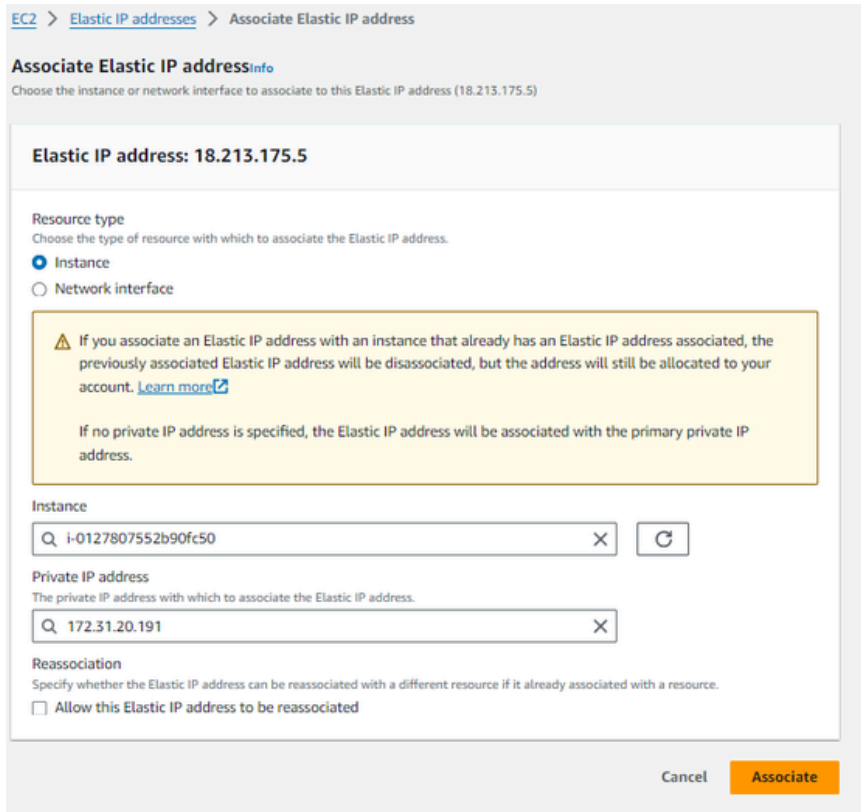 EC2 > Elastic IP addresses > Associate Elastic IP address
Associate Elastic IP address Info
Choose the instance or network interface to associate to this Elastic IP address (18.213.175.5)
Elastic IP address: 18.213.175.5
Resource type
Choose the type of resource with which to associate the Elastic IP address.
Instance
Network interface
If you associate an Elastic IP address with an instance that already has an Elastic IP address associated, the
previously associated Elastic IP address will be disassociated, but the address will still be allocated to your
account. Learn more
If no private IP address is specified, the Elastic IP address will be associated with the primary private IP
address.
Instance
i-0127807552b90fc50
Private IP address
The private IP address with which to associate the Elastic IP address.
172.31.20.191
Reassociation
Specify whether the Elastic IP address can be reassociated with a different resource if it already associated with a resource.
Allow this Elastic IP address to be reassociated
Cancel Associate